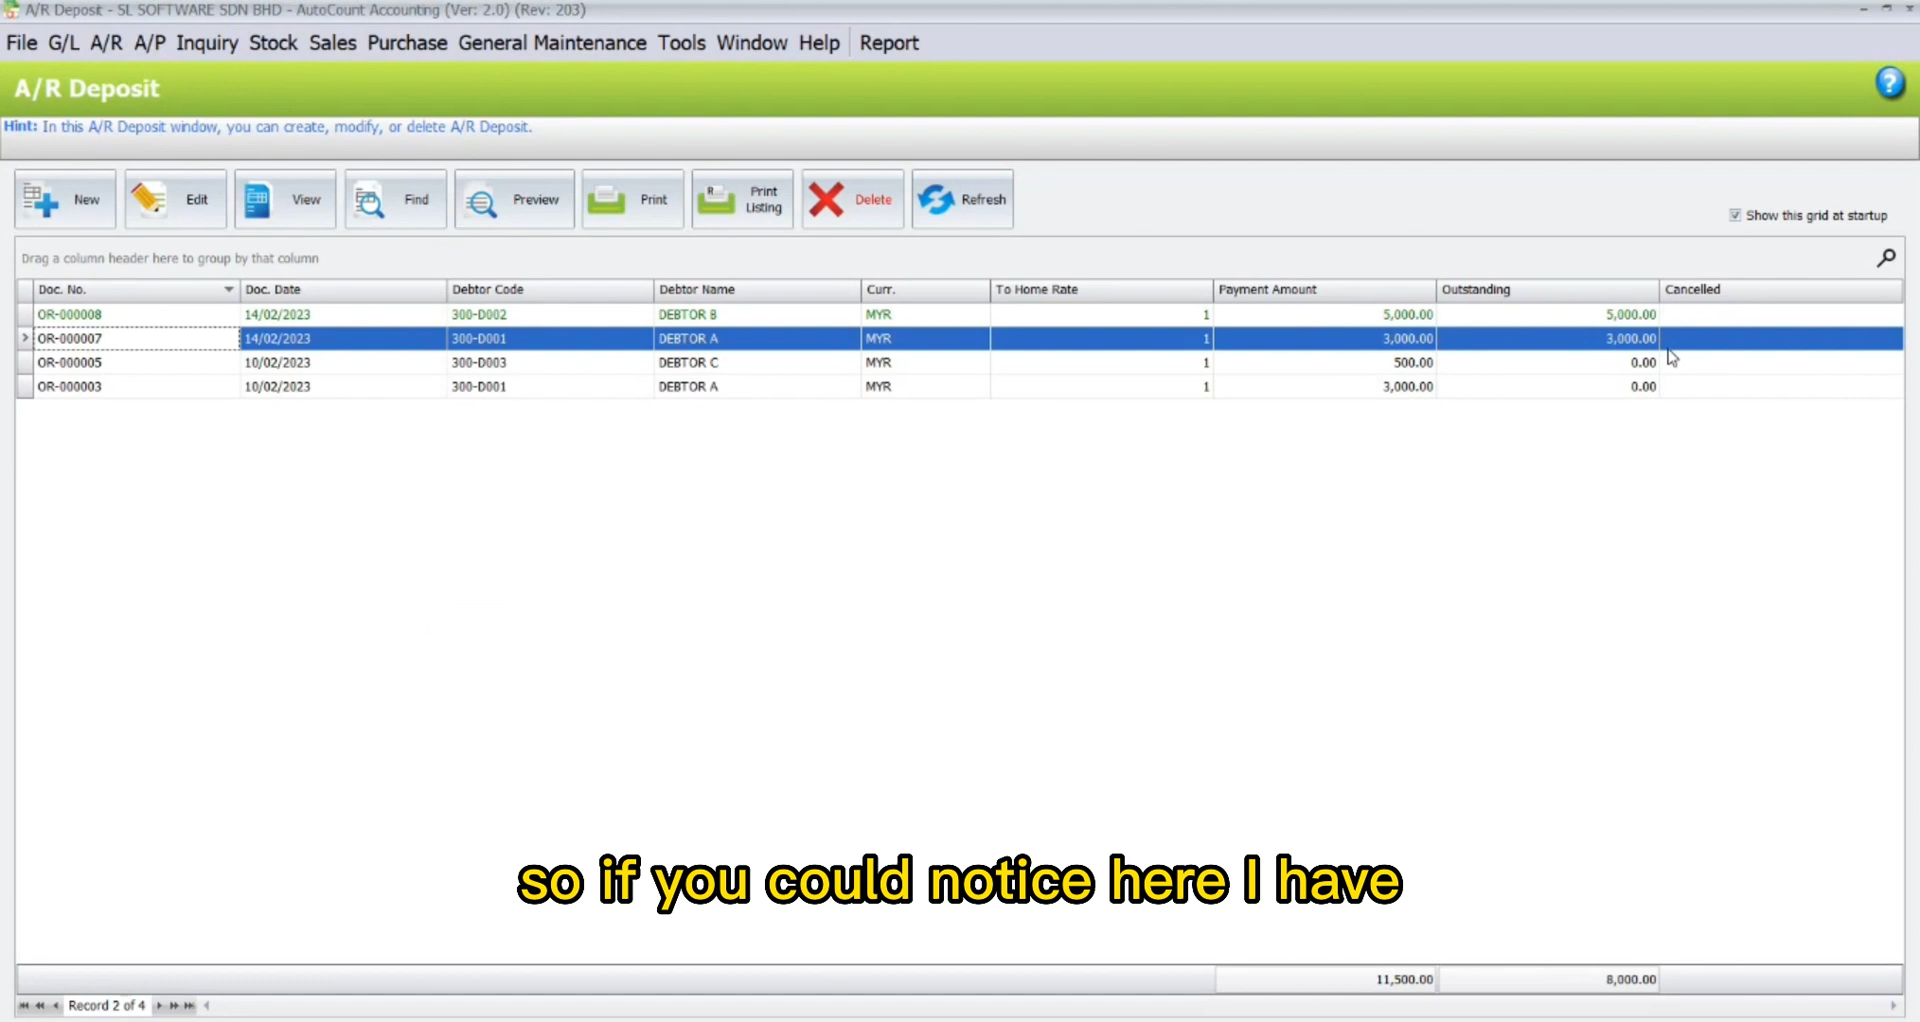 A/R Deposit - SL SOFTWARE SDN BHD - AutoCount Accounting (Ver: 2.0) (Rev: 203)
File G/L A/R A/P Inquiry Stock Sales Purchase General Maintenance Tools Window Help Report
A/R Deposit
Hint: In this A/R Deposit window, you can create, modify, or delete A/R Deposit.
New Edit View Find Preview Print Print Listing Delete Refresh
Show this grid at startup
Drag a column header here to group by that column
Doc. No. Doc. Date Debtor Code Debtor Name Curr. To Home Rate Payment Amount Outstanding Cancelled
OR-000008 14/02/2023 300-D002 DEBTOR B MYR 1 5,000.00 5,000.00
OR-000007 14/02/2023 300-D001 DEBTOR A MYR 1 3,000.00 3,000.00
OR-000005 10/02/2023 300-D003 DEBTOR C MYR 1 500.00 0.00
OR-000003 10/02/2023 300-D001 DEBTOR A MYR 1 3,000.00 0.00
so if you could notice here I have
11,500.00 8,000.00
Record 2 of 4